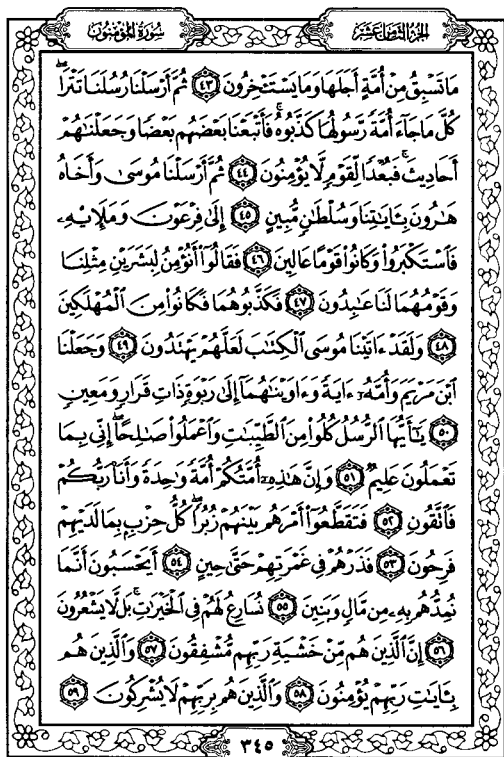 الجزء الثامن عشر
سورة المؤمنون
مَا تَسْبِقُ مِنْ أُمَّةٍ أَجَلَهَا وَمَا يَسْتَـْٔخِرُونَ ٤٣ ثُمَّ أَرْسَلْنَا رُسُلَنَا تَتْرَا ۖ
كُلَّ مَا جَآءَ أُمَّةً رَّسُولُهَا كَذَّبُوهُ ۚ فَأَتْبَعْنَا بَعْضَهُم بَعْضًا وَجَعَلْنَٰهُمْ
أَحَادِيثَ ۚ فَبُعْدًا لِّقَوْمٍ لَّا يُؤْمِنُونَ ٤٤ ثُمَّ أَرْسَلْنَا مُوسَىٰ وَأَخَاهُ
هَٰرُونَ بِـَٔايَٰتِنَا وَسُلْطَٰنٍ مُّبِينٍ ٤٥ إِلَىٰ فِرْعَوْنَ وَمَلَإِي۟هِۦ
فَٱسْتَكْبَرُوا۟ وَكَانُوا۟ قَوْمًا عَالِينَ ٤٦ فَقَالُوٓا۟ أَنُؤْمِنُ لِبَشَرَيْنِ مِثْلِنَا
وَقَوْمُهُمَا لَنَا عَٰبِدُونَ ٤٧ فَكَذَّبُوهُمَا فَكَانُوا۟ مِنَ ٱلْمُهْلَكِينَ
٤٨ وَلَقَدْ ءَاتَيْنَا مُوسَى ٱلْكِتَٰبَ لَعَلَّهُمْ يَهْتَدُونَ ٤٩ وَجَعَلْنَا
ٱبْنَ مَرْيَمَ وَأُمَّهُۥٓ ءَايَةً وَءَاوَيْنَٰهُمَآ إِلَىٰ رَبْوَةٍ ذَاتِ قَرَارٍ وَمَعِينٍ
٥٠ يَٰٓأَيُّهَا ٱلرُّسُلُ كُلُوا۟ مِنَ ٱلطَّيِّبَٰتِ وَٱعْمَلُوا۟ صَٰلِحًا ۖ إِنِّى بِمَا
تَعْمَلُونَ عَلِيمٌ ٥١ وَإِنَّ هَٰذِهِۦٓ أُمَّتُكُمْ أُمَّةً وَٰحِدَةً وَأَنَا۠ رَبُّكُمْ
فَٱتَّقُونِ ٥٢ فَتَقَطَّعُوٓا۟ أَمْرَهُم بَيْنَهُمْ زُبُرًا ۖ كُلُّ حِزْبٍۭ بِمَا لَدَيْهِمْ
فَرِحُونَ ٥٣ فَذَرْهُمْ فِى غَمْرَتِهِمْ حَتَّىٰ حِينٍ ٥٤ أَيَحْسَبُونَ أَنَّمَا
نُمِدُّهُم بِهِۦ مِن مَّالٍ وَبَنِينَ ٥٥ نُسَارِعُ لَهُمْ فِى ٱلْخَيْرَٰتِ ۚ بَل لَّا يَشْعُرُونَ
٥٦ إِنَّ ٱلَّذِينَ هُم مِّنْ خَشْيَةِ رَبِّهِم مُّشْفِقُونَ ٥٧ وَٱلَّذِينَ هُم
بِـَٔايَٰتِ رَبِّهِمْ يُؤْمِنُونَ ٥٨ وَٱلَّذِينَ هُم بِرَبِّهِمْ لَا يُشْرِكُونَ ٥٩
٣٤٥